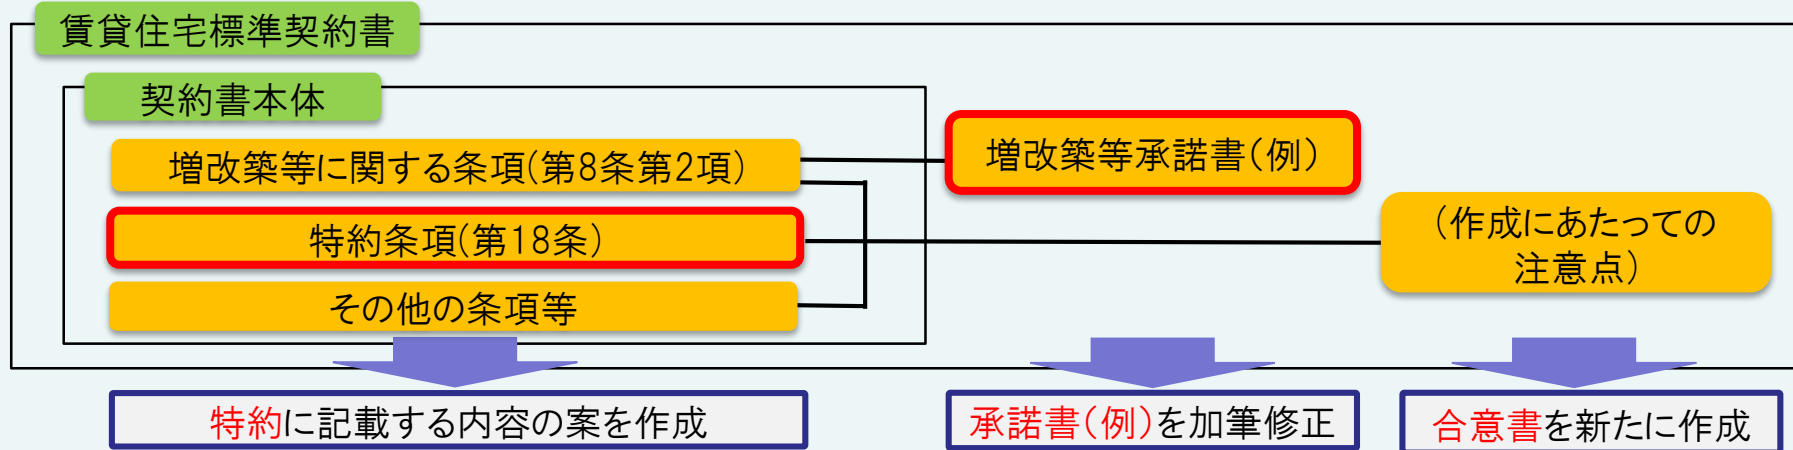 賃貸住宅標準契約書
契約書本体
増改築等に関する条項(第8条第2項)
増改築等承諾書(例)
特約条項(第18条)
(作成にあたっての
注意点)
その他の条項等
特約に記載する内容の案を作成
承諾書(例)を加筆修正
合意書を新たに作成